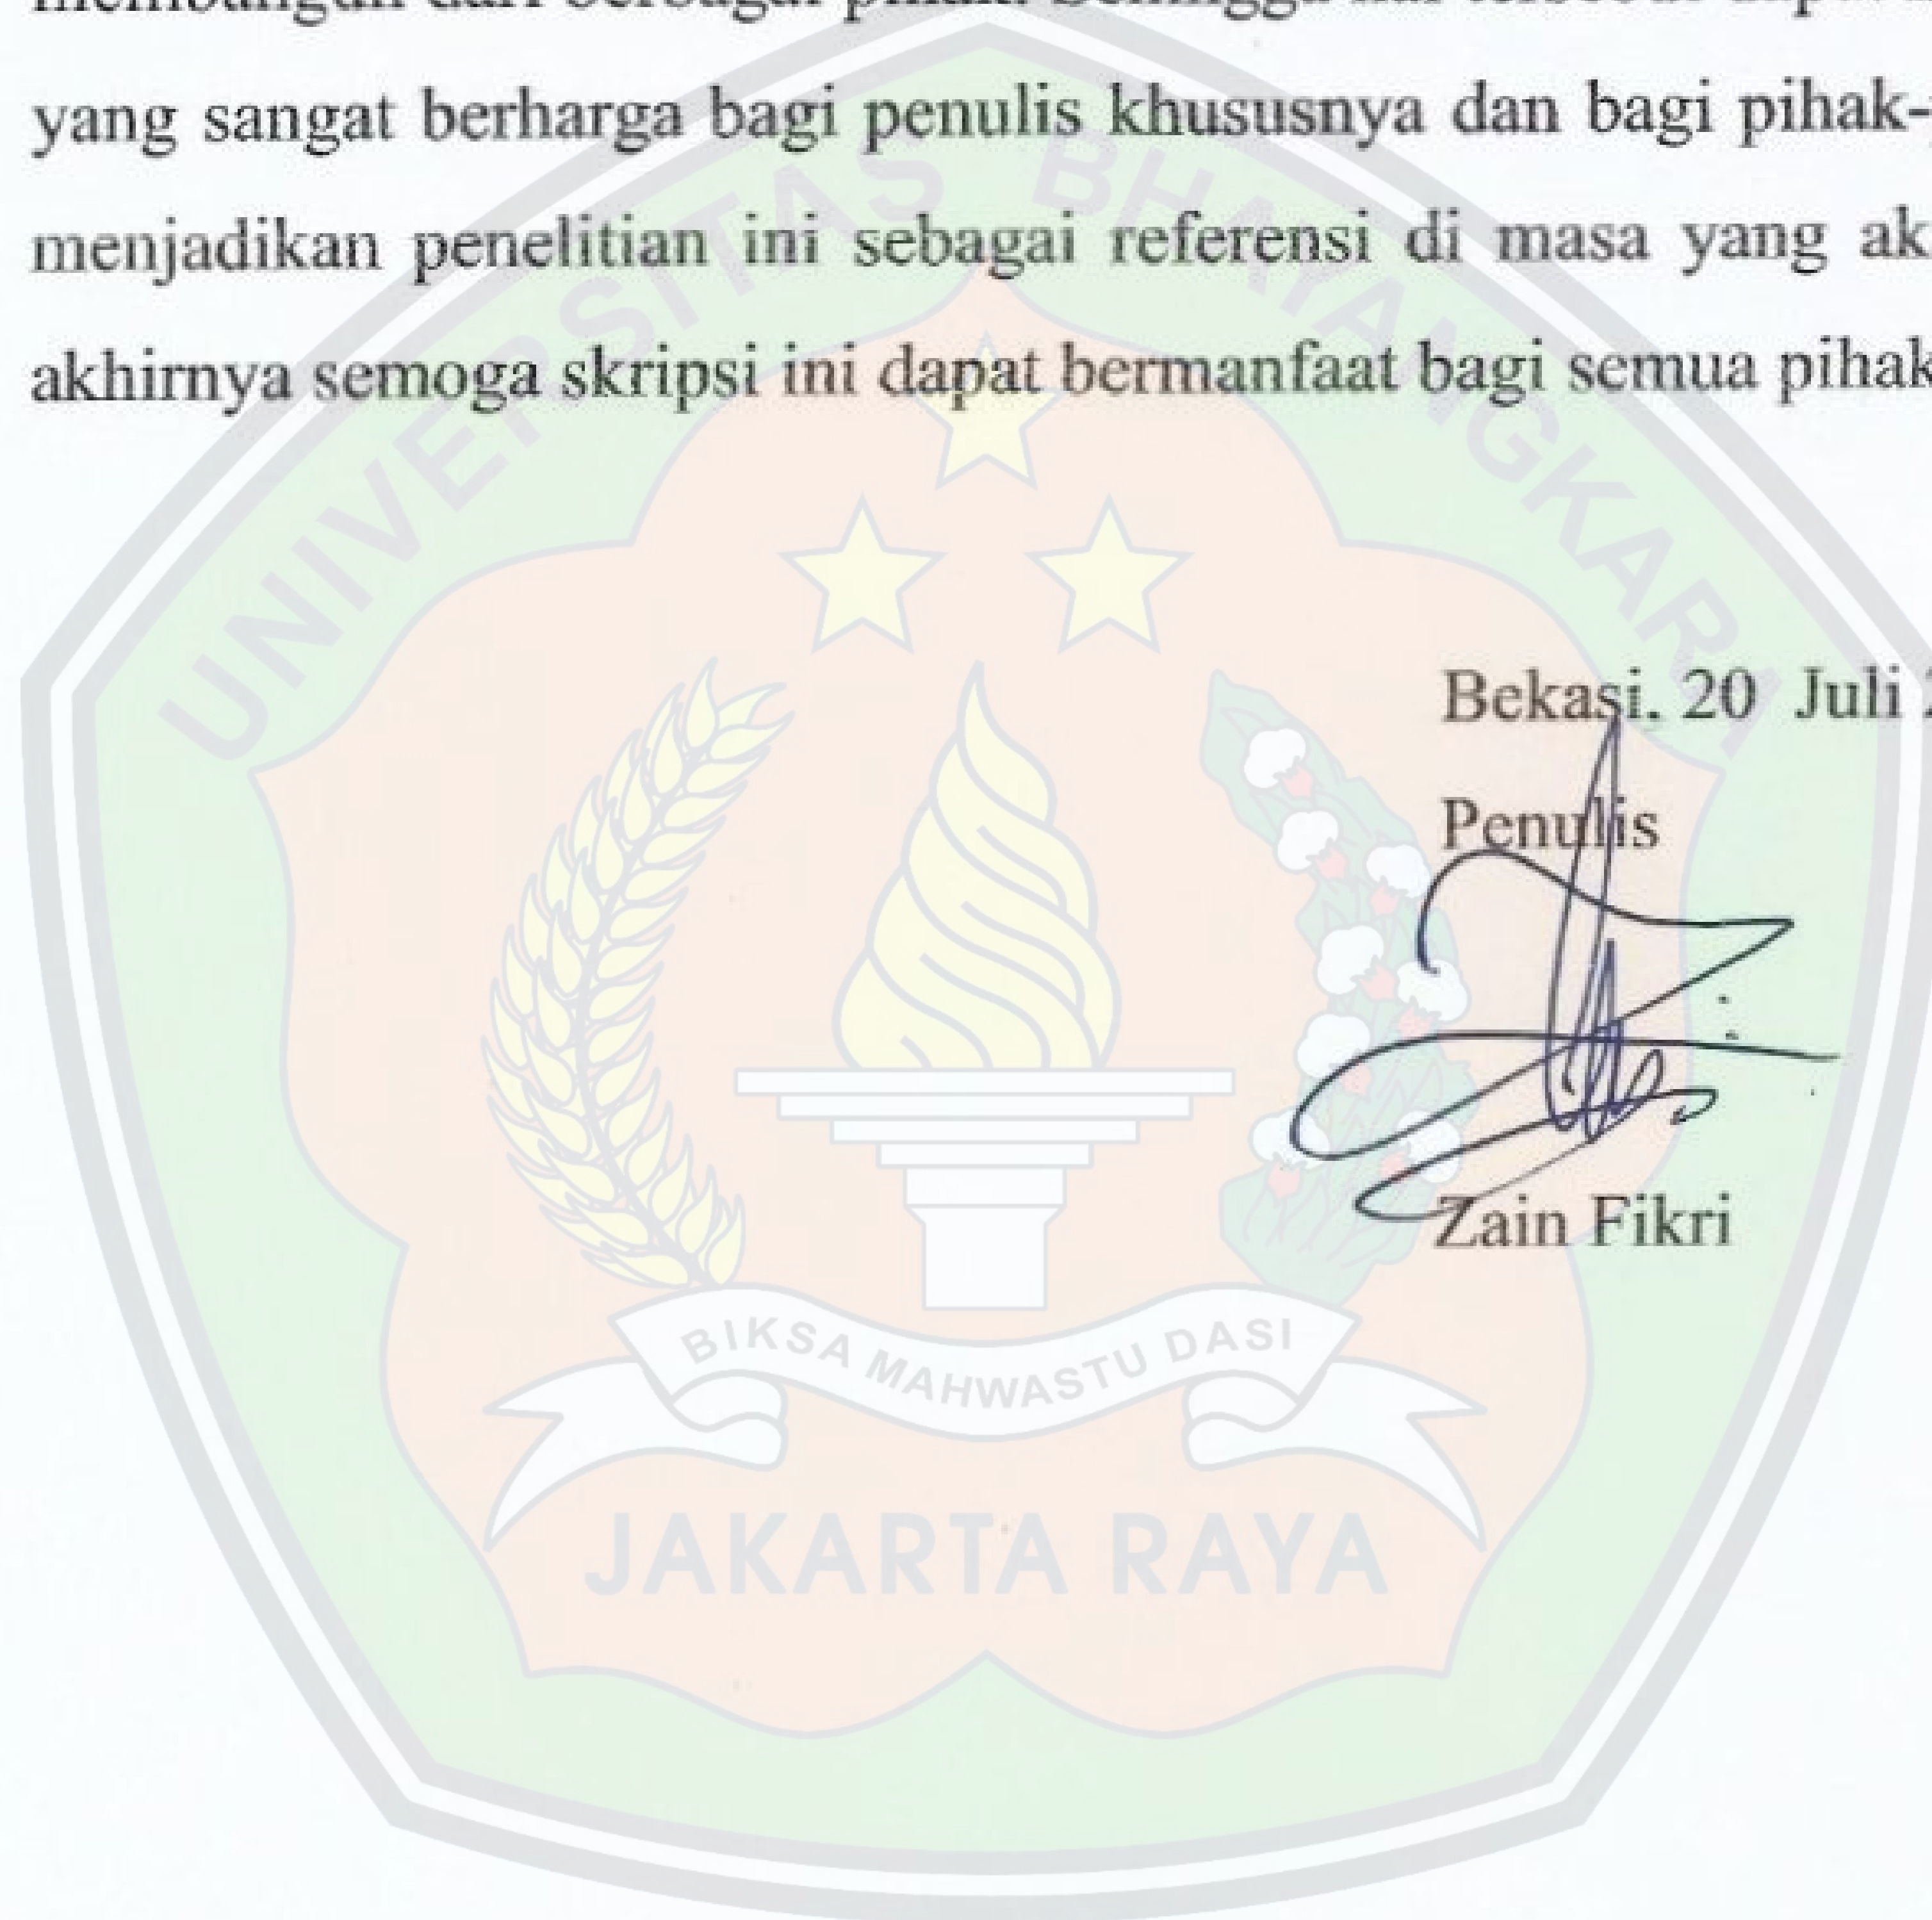 yang sangat berharga bagi penulis khususnya dan bagi pihak-
menjadikan penelitian ini sebagai referensi di masa yang ak
akhirnya semoga skripsi ini dapat bermanfaat bagi semua pihak
UNIVERSITAS BHAYANGKARA
Bekasi. 20 Juli
Penulis
Zain Fikri
BIKSA MAHWASTU DASI
JAKARTA RAYA